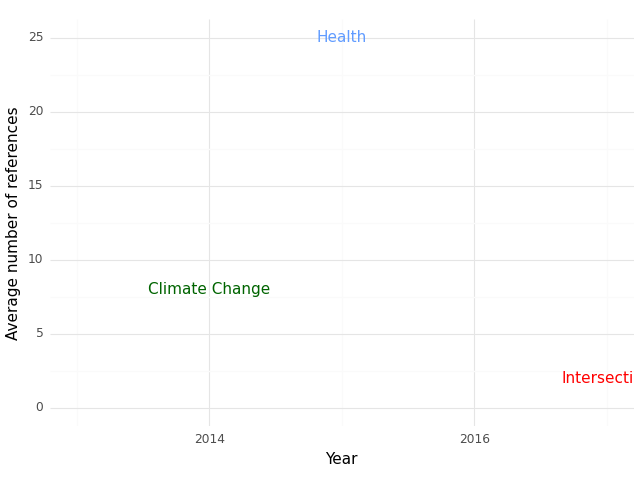 25
Health
20
15
10
Climate Change
5
Intersecti
0
2014
2016
Year
Average number of references